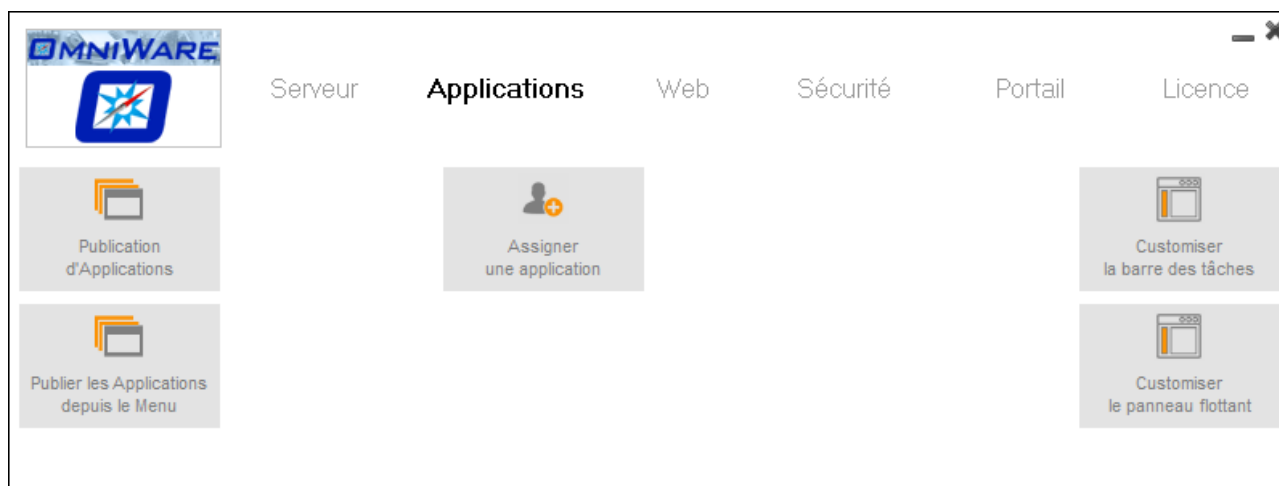 OMNIWARE
Serveur
Applications
Web
Sécurité
Portail
Licence
Publication
d'Applications
Assigner
une application
Customiser
la barre des tâches
Publier les Applications
depuis le Menu
Customiser
le panneau flottant